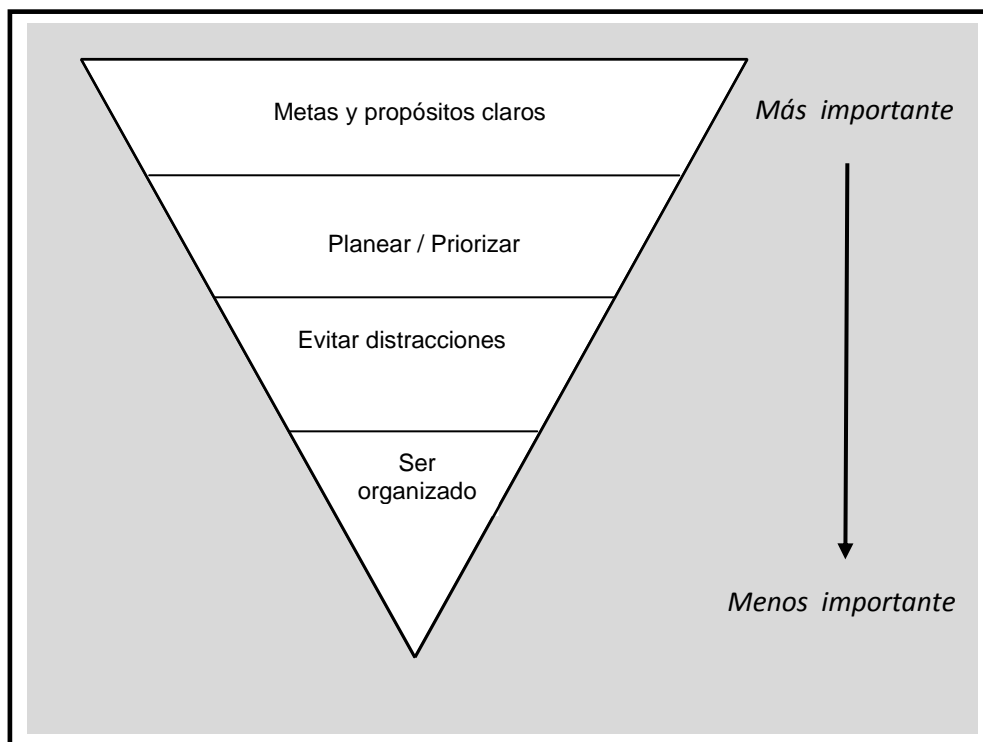 Metas y propósitos claros
Más importante
Planear / Priorizar
Evitar distracciones
Ser
organizado
Menos importante